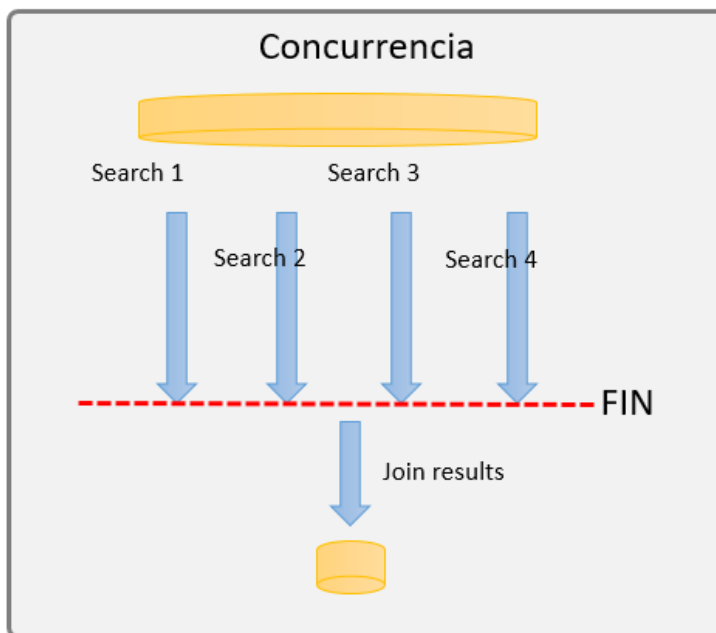 Concurrencia
Search 1
Search 3
Search 2
Search 4
FIN
Join results